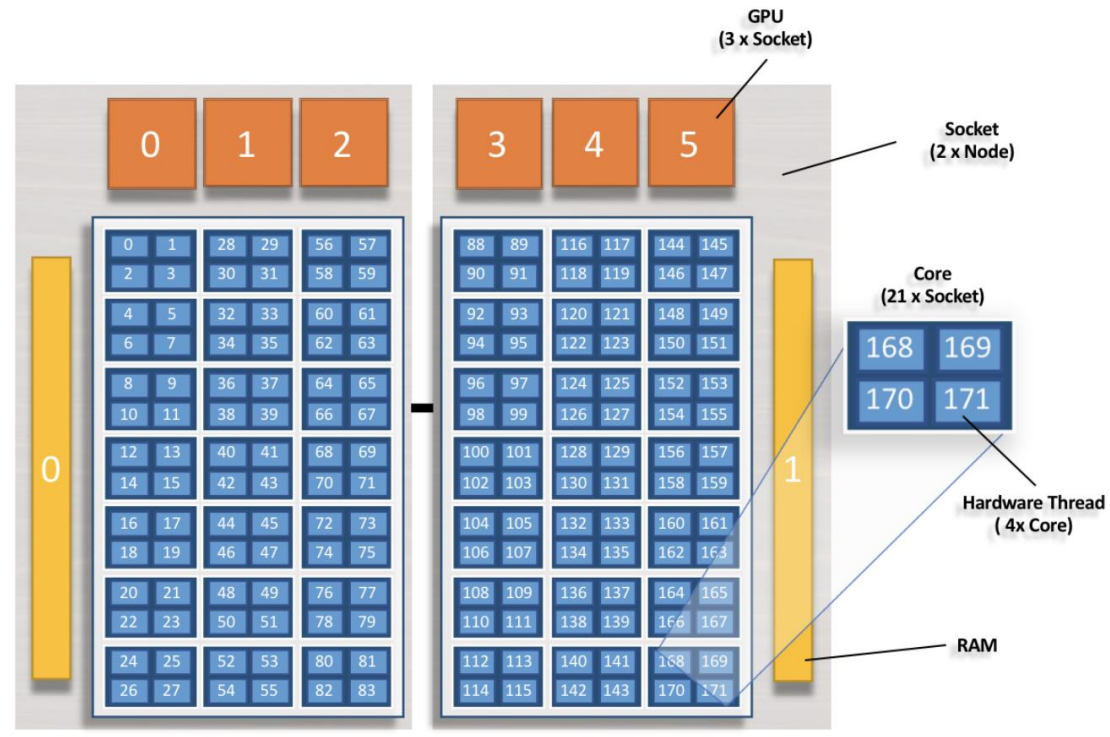 GPU
(3 x Socket)
0 1 2 3 4 5
Socket
(2 x Node)
0 1 28 29 56 57 88 89 116 117 144 145
2 3 30 31 58 59 90 91 118 119 146 147
Core
(21 x Socket)
4 5 32 33 60 61 92 93 120 121 148 149
6 7 34 35 62 63 94 95 122 123 150 151
168 169
170 171
8 9 36 37 64 65 96 97 124 125 152 153
10 11 38 39 66 67 98 99 126 127 154 155
12 13 40 41 68 69 100 101 128 129 156 157
0
1
14 15 42 43 70 71 102 103 130 131 158 159
Hardware Thread
( 4x Core)
16 17 44 45 72 73 104 105 132 133 160 161
18 19 46 47 74 75 106 107 134 135 162 163
20 21 48 49 76 77 108 109 136 137 164 165
22 23 50 51 78 79 110 111 138 139 166 167
RAM
24 25 52 53 80 81 112 113 140 141 168 169
26 27 54 55 82 83 114 115 142 143 170 171